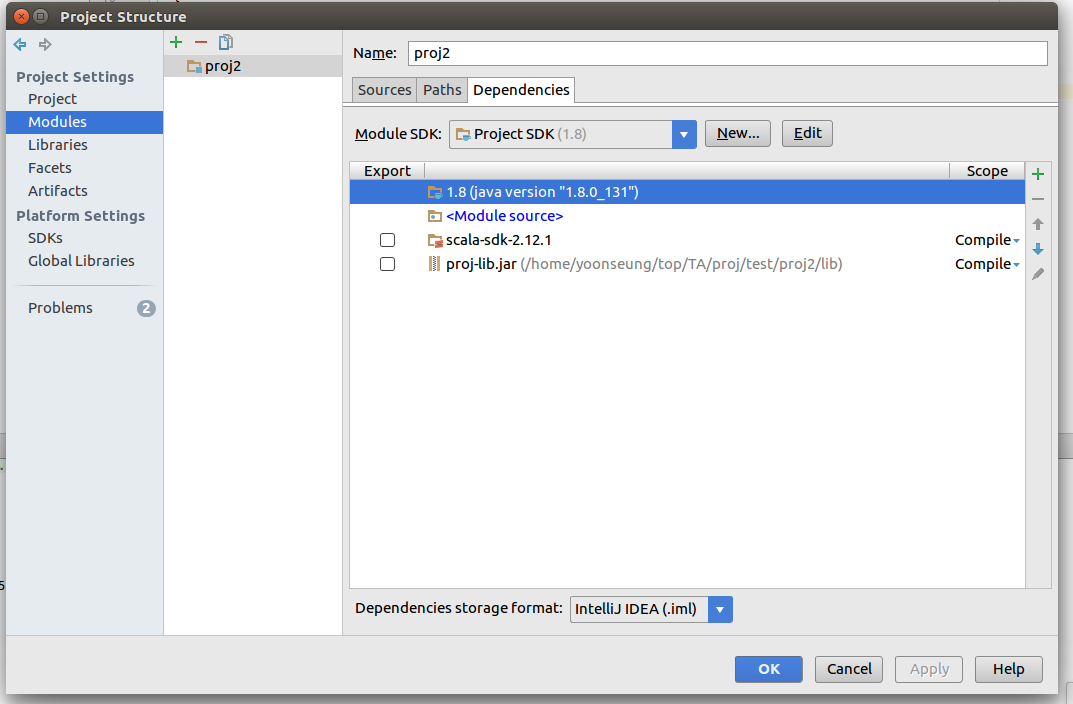 Project Structure
Project Settings
Project
Modules
Libraries
Facets
Artifacts
Platform Settings
SDKs
Global Libraries
Problems 2
proj2
Name: proj2
Sources Paths Dependencies
Module SDK: Project SDK (1.8) New... Edit
Export Scope
1.8 (java version "1.8.0_131")
<Module source>
scala-sdk-2.12.1 Compile
proj-lib.jar (/home/yoonseung/top/TA/proj/test/proj2/lib) Compile
Dependencies storage format: IntelliJ IDEA (.iml)
OK Cancel Apply Help
5